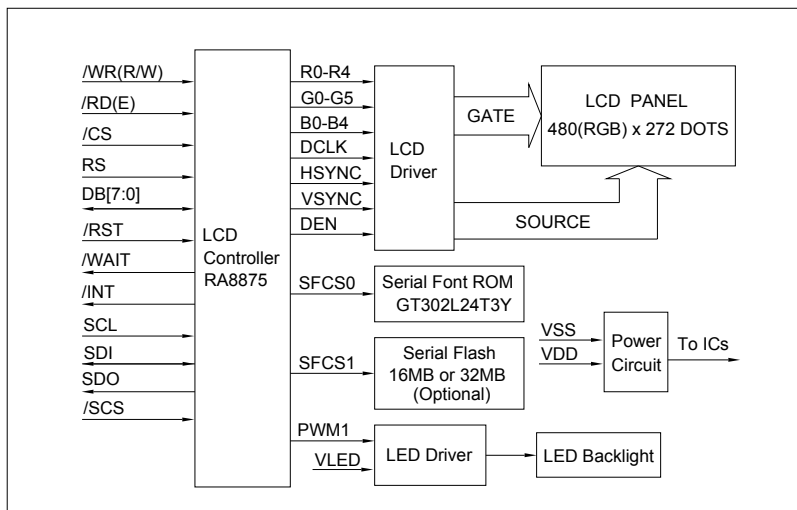 /WR(R/W)
/RD(E)
/CS
RS
DB[7:0]
/RST
/WAIT
/INT
SCL
SDI
SDO
/SCS
LCD
Controller
RA8875
R0-R4
G0-G5
B0-B4
DCLK
HSYNC
VSYNC
DEN
SFCS0
SFCS1
PWM1
VLED
LCD
Driver
GATE
SOURCE
LCD PANEL
480(RGB) x 272 DOTS
Serial Font ROM
GT302L24T3Y
Serial Flash
16MB or 32MB
(Optional)
LED Driver
LED Backlight
VSS
VDD
Power
Circuit
To ICs